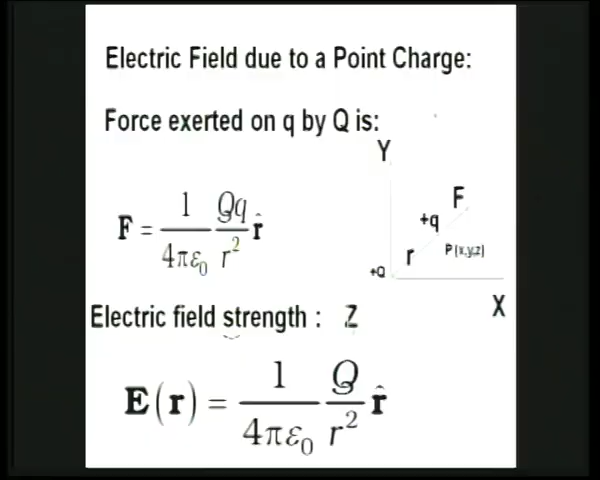 Electric Field due to a Point Charge:
Force exerted on q by Q is:
Y
F
+q
F = 1/4πε₀ Qq/r² r̂
r
P(x,y,z)
+Q
X
Electric field strength :
Z
E(r) = 1/4πε₀ Q/r² r̂